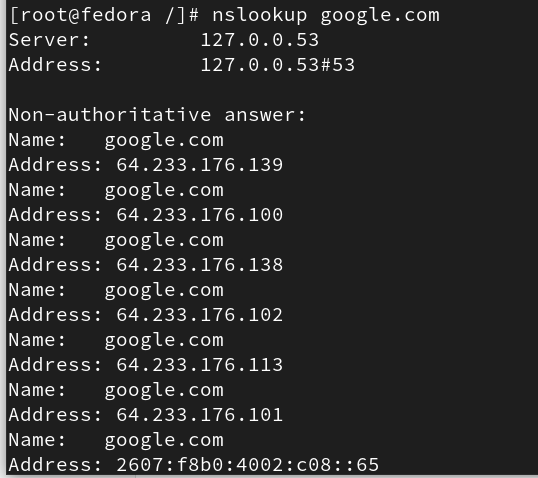 [root@fedora /]# nslookup google.com
Server:         127.0.0.53
Address:        127.0.0.53#53

Non-authoritative answer:
Name:   google.com
Address: 64.233.176.139
Name:   google.com
Address: 64.233.176.100
Name:   google.com
Address: 64.233.176.138
Name:   google.com
Address: 64.233.176.102
Name:   google.com
Address: 64.233.176.113
Name:   google.com
Address: 64.233.176.101
Name:   google.com
Address: 2607:f8b0:4002:c08::65